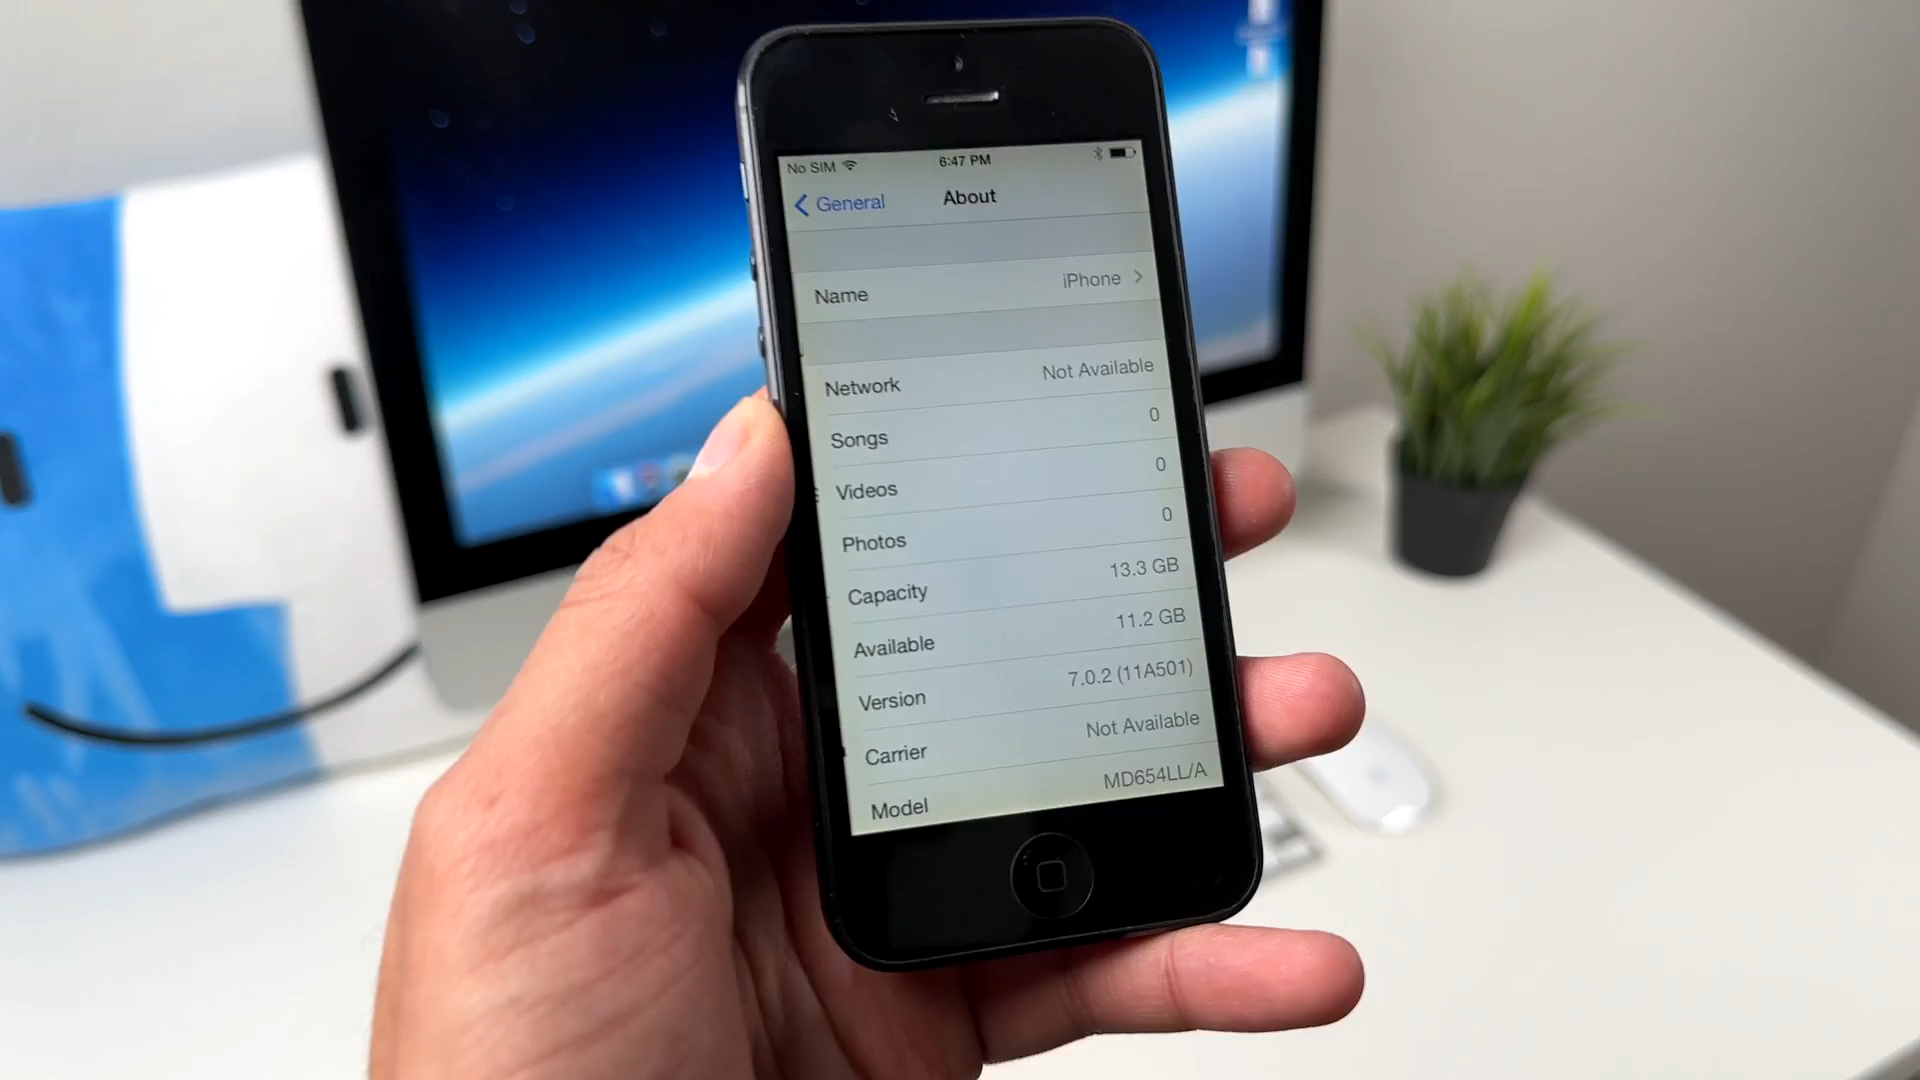 No SIM 6:47 PM
General About
Name iPhone
Network Not Available
Songs 0
Videos 0
Photos 0
Capacity 13.3 GB
Available 11.2 GB
Version 7.0.2 (11A501)
Carrier Not Available
Model MD654LL/A